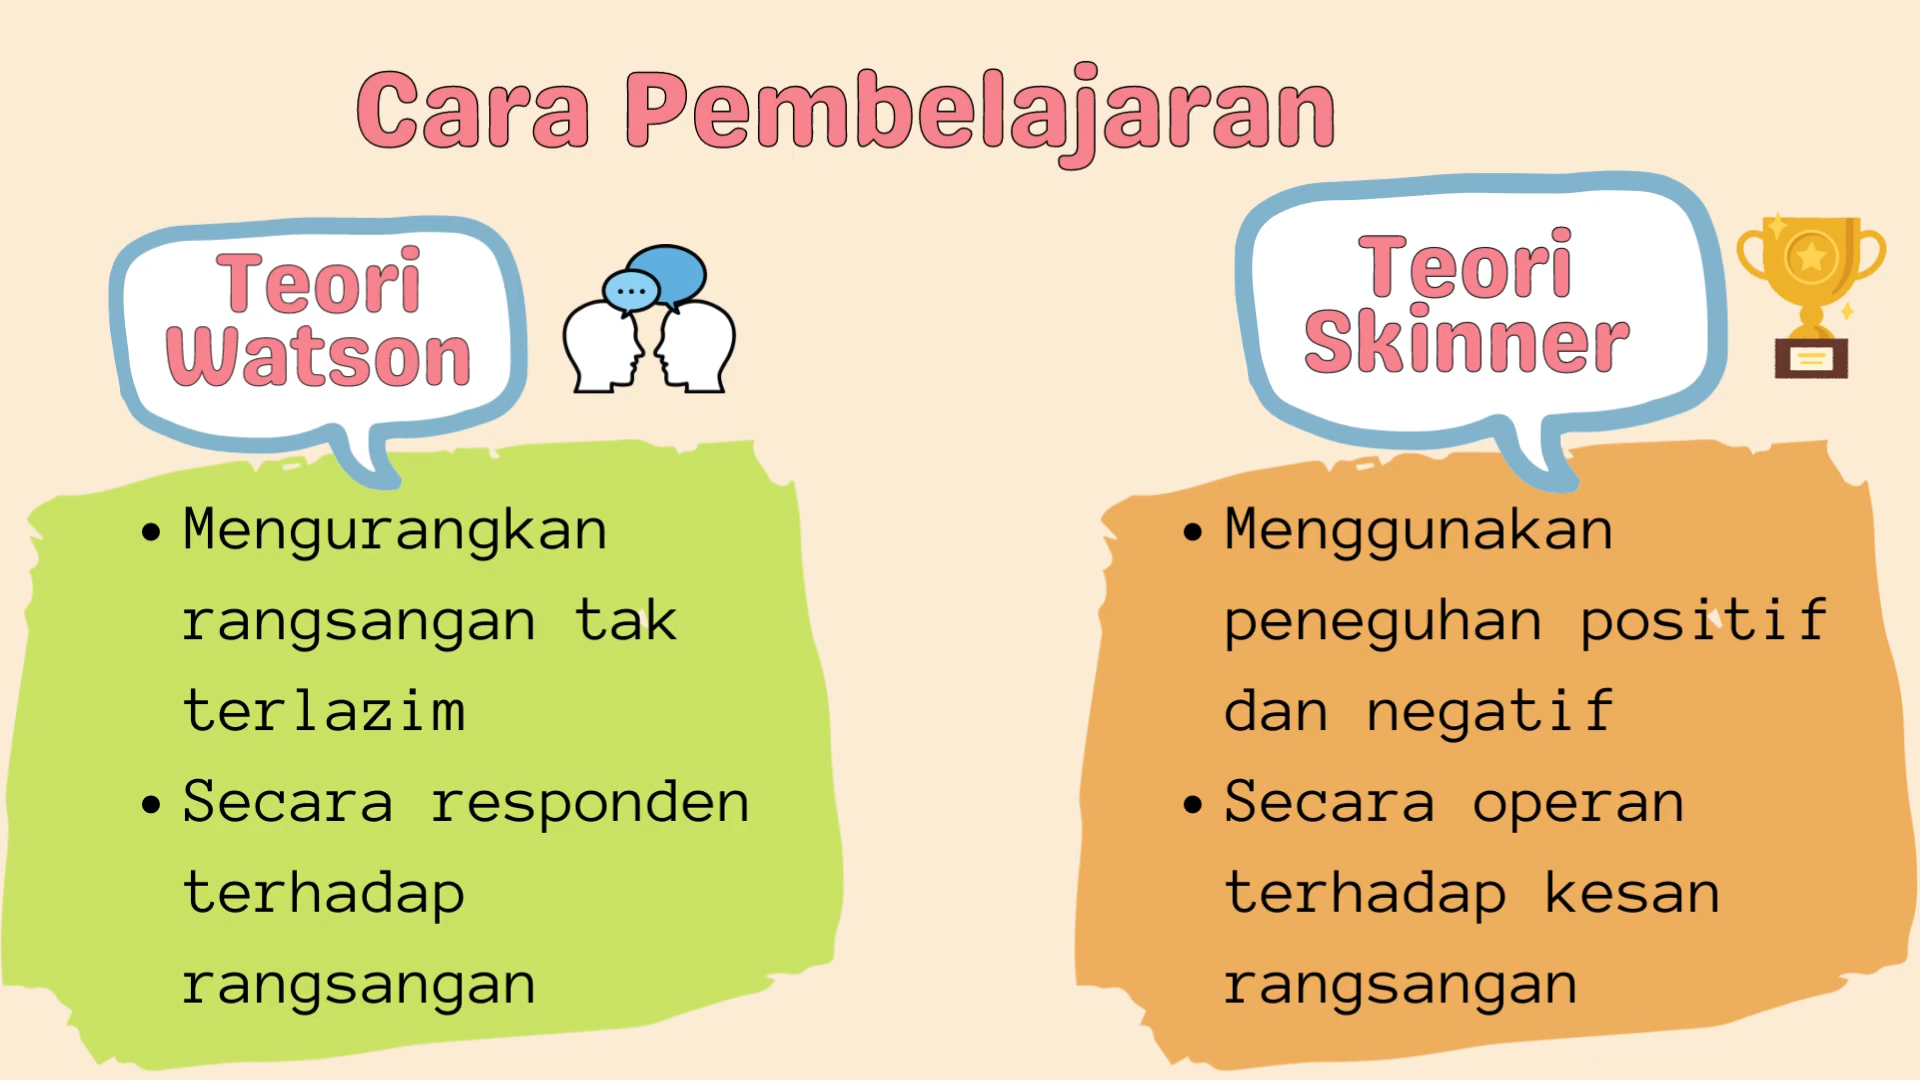 Cara Pembelajaran
Teori
Watson
• Mengurangkan
rangsangan tak
terlazim
• Secara responden
terhadap
rangsangan
Teori
Skinner
• Menggunakan
peneguhan positif
dan negatif
• Secara operan
terhadap kesan
rangsangan